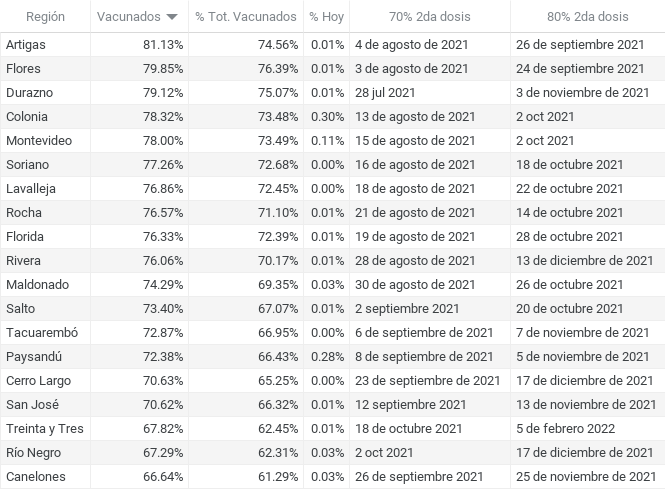 Región Vacunados % Tot. Vacunados % Hoy 70% 2da dosis 80% 2da dosis
Artigas 81.13% 74.56% 0.01% 4 de agosto de 2021 26 de septiembre 2021
Flores 79.85% 76.39% 0.01% 3 de agosto de 2021 24 de septiembre 2021
Durazno 79.12% 75.07% 0.01% 28 jul 2021 3 de noviembre de 2021
Colonia 78.32% 73.48% 0.30% 13 de agosto de 2021 2 oct 2021
Montevideo 78.00% 73.49% 0.11% 15 de agosto de 2021 2 oct 2021
Soriano 77.26% 72.68% 0.00% 16 de agosto de 2021 18 de octubre 2021
Lavalleja 76.86% 72.45% 0.00% 18 de agosto de 2021 22 de octubre 2021
Rocha 76.57% 71.10% 0.01% 21 de agosto de 2021 14 de octubre 2021
Florida 76.33% 72.39% 0.01% 19 de agosto de 2021 28 de octubre 2021
Rivera 76.06% 70.17% 0.01% 28 de agosto de 2021 13 de diciembre de 2021
Maldonado 74.29% 69.35% 0.03% 30 de agosto de 2021 26 de octubre 2021
Salto 73.40% 67.07% 0.01% 2 septiembre 2021 20 de octubre 2021
Tacuarembó 72.87% 66.95% 0.00% 6 de septiembre de 2021 7 de noviembre de 2021
Paysandú 72.38% 66.43% 0.28% 8 de septiembre de 2021 5 de noviembre de 2021
Cerro Largo 70.63% 65.25% 0.00% 23 de septiembre de 2021 17 de diciembre de 2021
San José 70.62% 66.32% 0.01% 12 septiembre 2021 13 de noviembre de 2021
Treinta y Tres 67.82% 62.45% 0.01% 18 de octubre de 2021 5 de febrero 2022
Río Negro 67.29% 62.31% 0.03% 2 oct 2021 17 de diciembre de 2021
Canelones 66.64% 61.29% 0.03% 26 de septiembre 2021 25 de noviembre de 2021